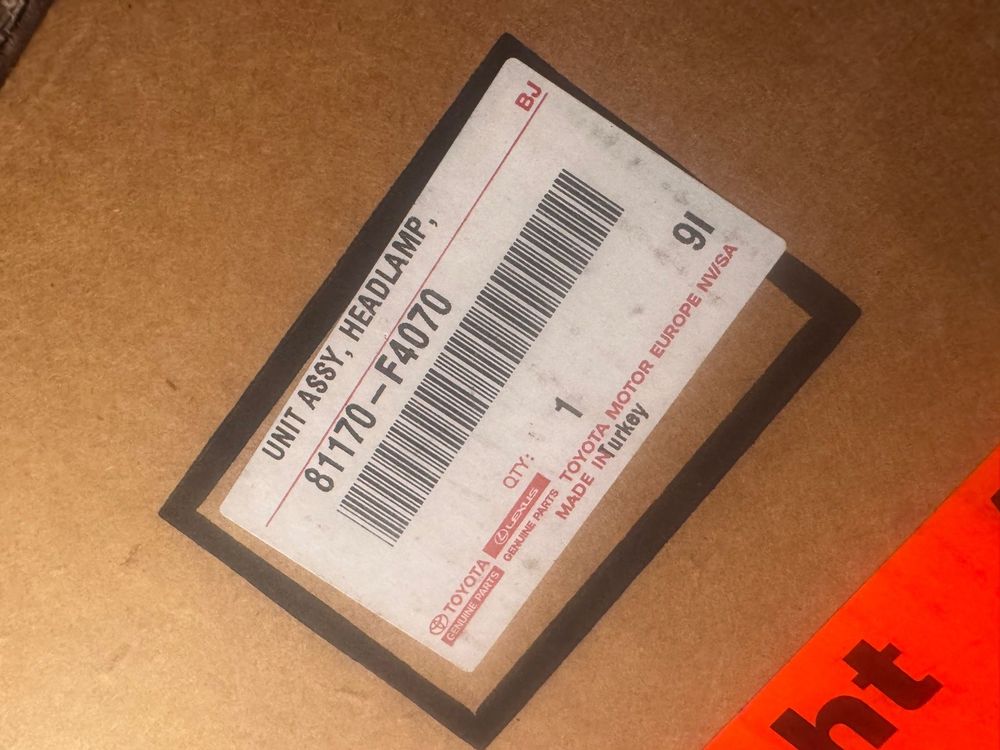 BJ
UNIT ASSY, HEADLAMP,
81170-F4070
QTY: 1
9I
TOYOTA LEXUS TOYOTA MOTOR EUROPE NV/SA
GENUINE PARTS GENUINE PARTS MADE IN Turkey
ht